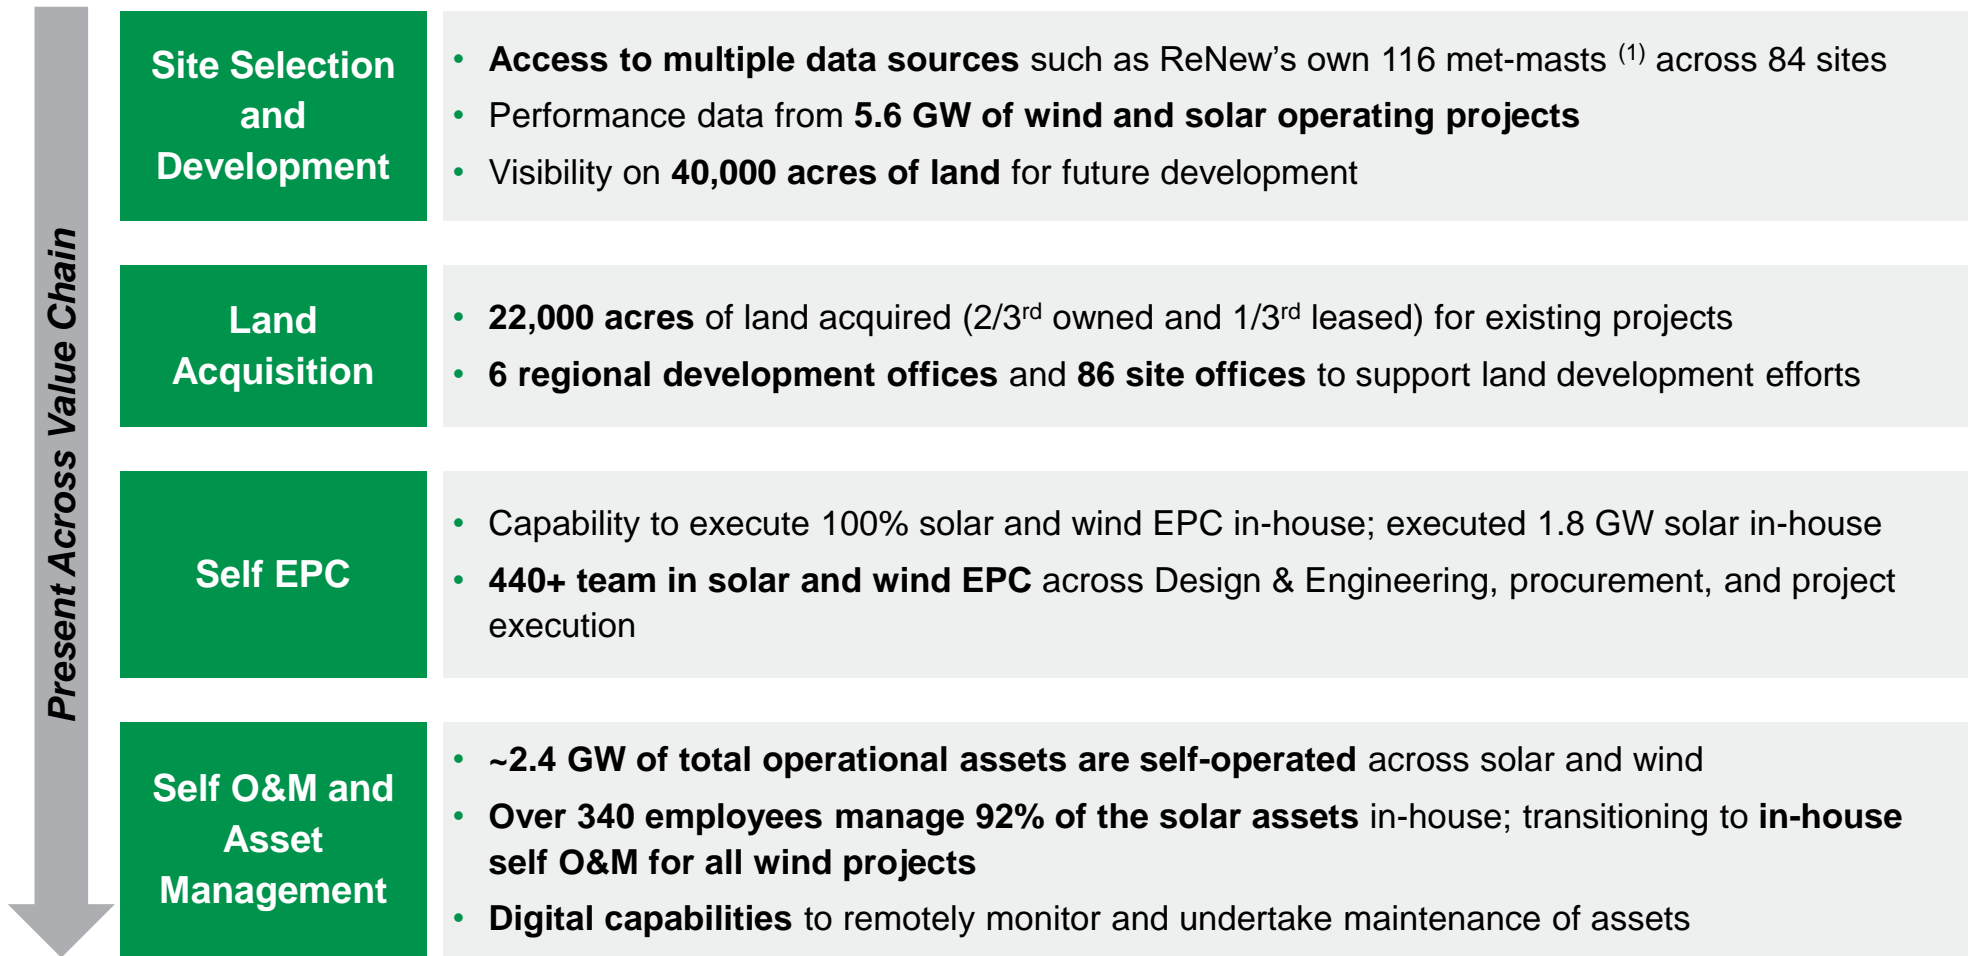 Present Across Value Chain
Site Selection
and
Development
• Access to multiple data sources such as ReNew’s own 116 met-masts (1) across 84 sites
• Performance data from 5.6 GW of wind and solar operating projects
• Visibility on 40,000 acres of land for future development
Land
Acquisition
• 22,000 acres of land acquired (2/3rd owned and 1/3rd leased) for existing projects
• 6 regional development offices and 86 site offices to support land development efforts
Self EPC
• Capability to execute 100% solar and wind EPC in-house; executed 1.8 GW solar in-house
• 440+ team in solar and wind EPC across Design & Engineering, procurement, and project
execution
Self O&M and
Asset
Management
• ~2.4 GW of total operational assets are self-operated across solar and wind
• Over 340 employees manage 92% of the solar assets in-house; transitioning to in-house
self O&M for all wind projects
• Digital capabilities to remotely monitor and undertake maintenance of assets